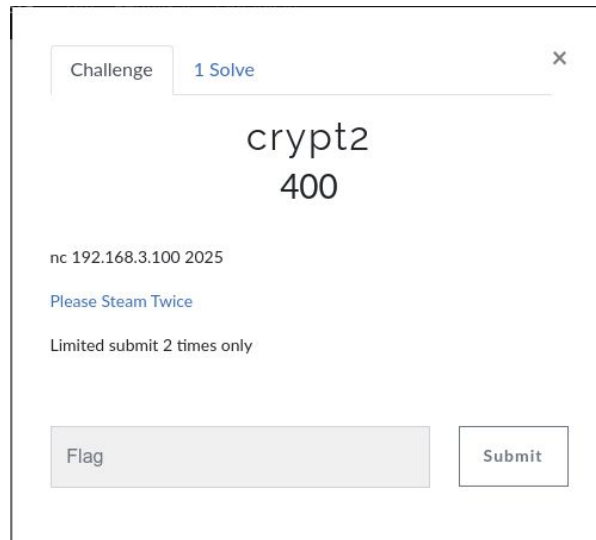 Challenge
1 Solve
×
crypt2
400
nc 192.168.3.100 2025
Please Steam Twice
Limited submit 2 times only
Flag
Submit